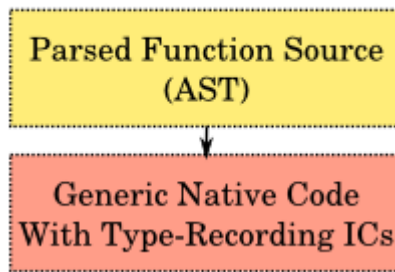 Parsed Function Source
(AST)
Generic Native Code
With Type-Recording ICs